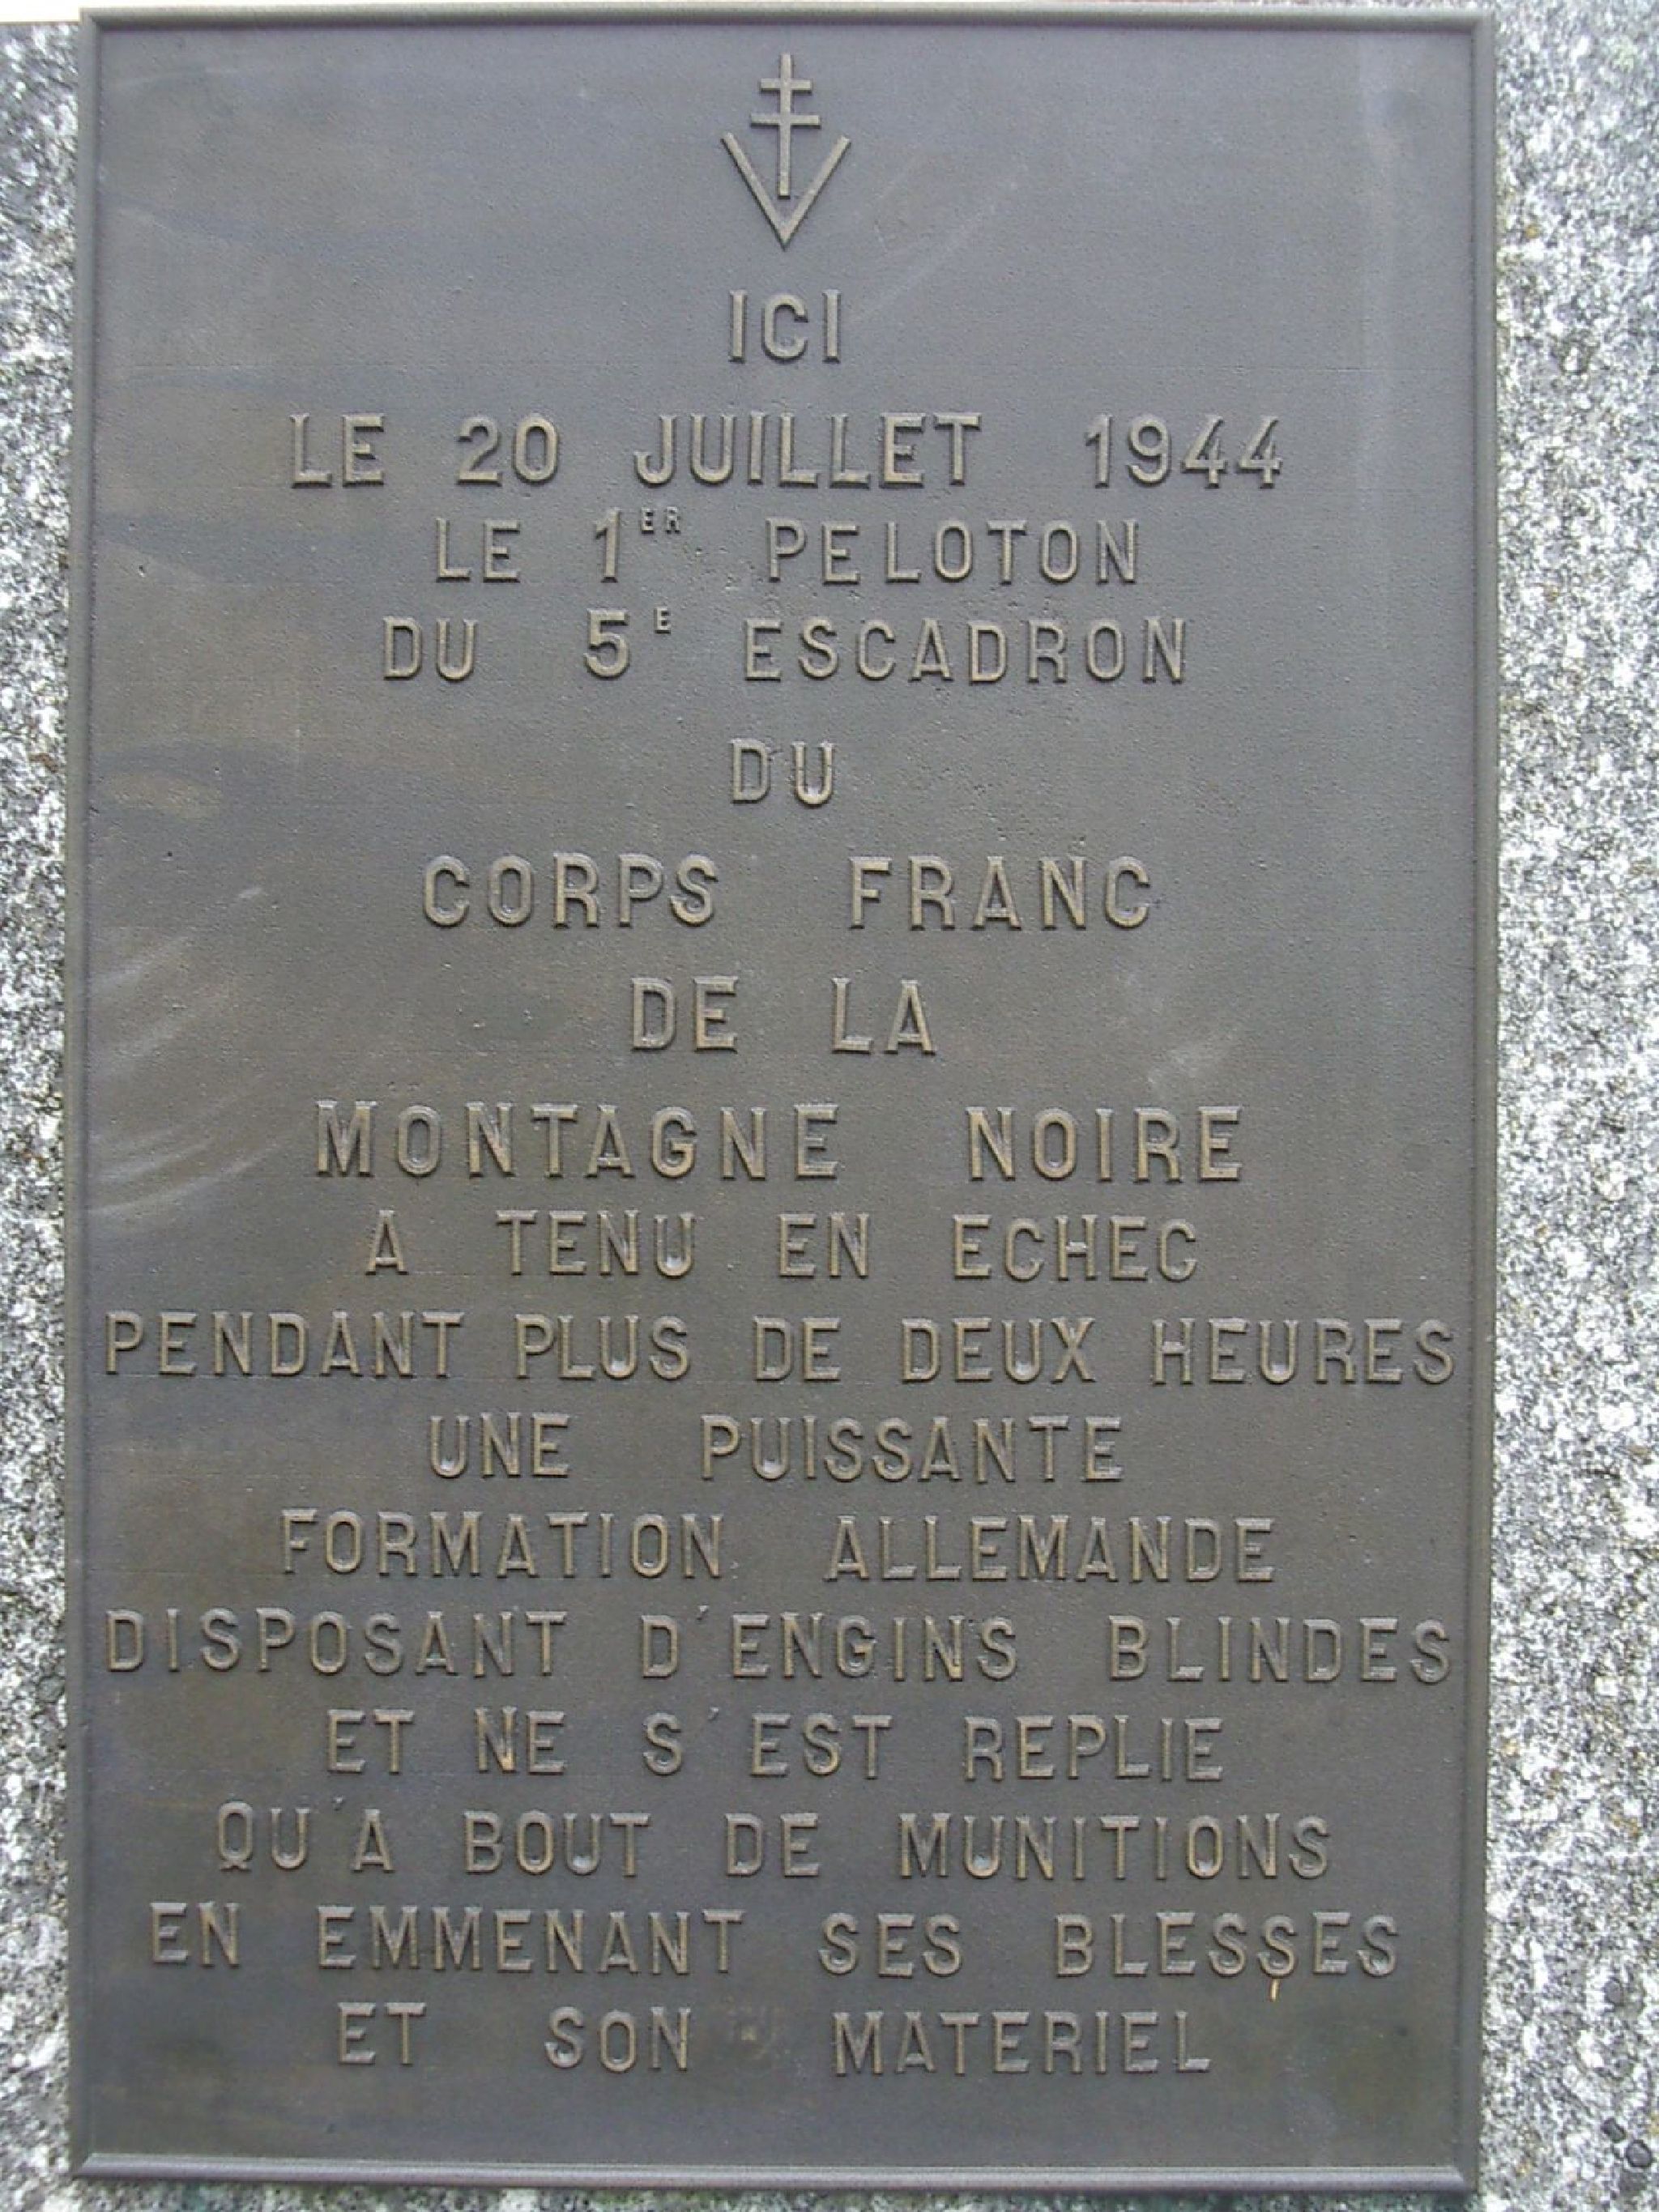 ICI
LE 20 JUILLET 1944
LE 1ER PELOTON
DU 5E ESCADRON
DU
CORPS FRANC
DE LA
MONTAGNE NOIRE
A TENU EN ECHEC
PENDANT PLUS DE DEUX HEURES
UNE PUISSANTE
FORMATION ALLEMANDE
DISPOSANT D'ENGINS BLINDES
ET NE S'EST REPLIE
QU'A BOUT DE MUNITIONS
EN EMMENANT SES BLESSES
ET SON MATERIEL